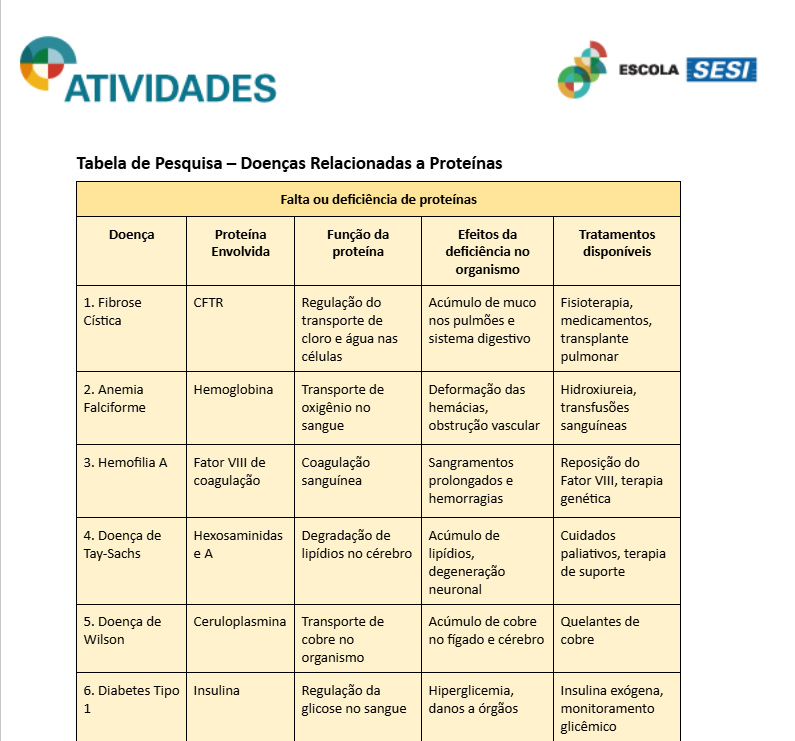 ATIVIDADES
ESCOLA SESI
Tabela de Pesquisa – Doenças Relacionadas a Proteínas
Falta ou deficiência de proteínas
Doença
Proteína
Envolvida
Função da
proteína
Efeitos da
deficiência no
organismo
Tratamentos
disponíveis
1. Fibrose
Cística
CFTR
Regulação do
transporte de
cloro e água nas
células
Acúmulo de muco
nos pulmões e
sistema digestivo
Fisioterapia,
medicamentos,
transplante
pulmonar
2. Anemia
Falciforme
Hemoglobina
Transporte de
oxigênio no
sangue
Deformação das
hemácias,
obstrução vascular
Hidroxiureia,
transfusões
sanguíneas
3. Hemofilia A
Fator VIII de
coagulação
Coagulação
sanguínea
Sangramentos
prolongados e
hemorragias
Reposição do
Fator VIII, terapia
genética
4. Doença de
Tay-Sachs
Hexosaminidas
e A
Degradação de
lipídios no cérebro
Acúmulo de
lipídios,
degeneração
neuronal
Cuidados
paliativos, terapia
de suporte
5. Doença de
Wilson
Ceruloplasmina
Transporte de
cobre no
organismo
Acúmulo de cobre
no fígado e cérebro
Quelantes de
cobre
6. Diabetes Tipo
1
Insulina
Regulação da
glicose no sangue
Hiperglicemia,
danos a órgãos
Insulina exógena,
monitoramento
glicêmico